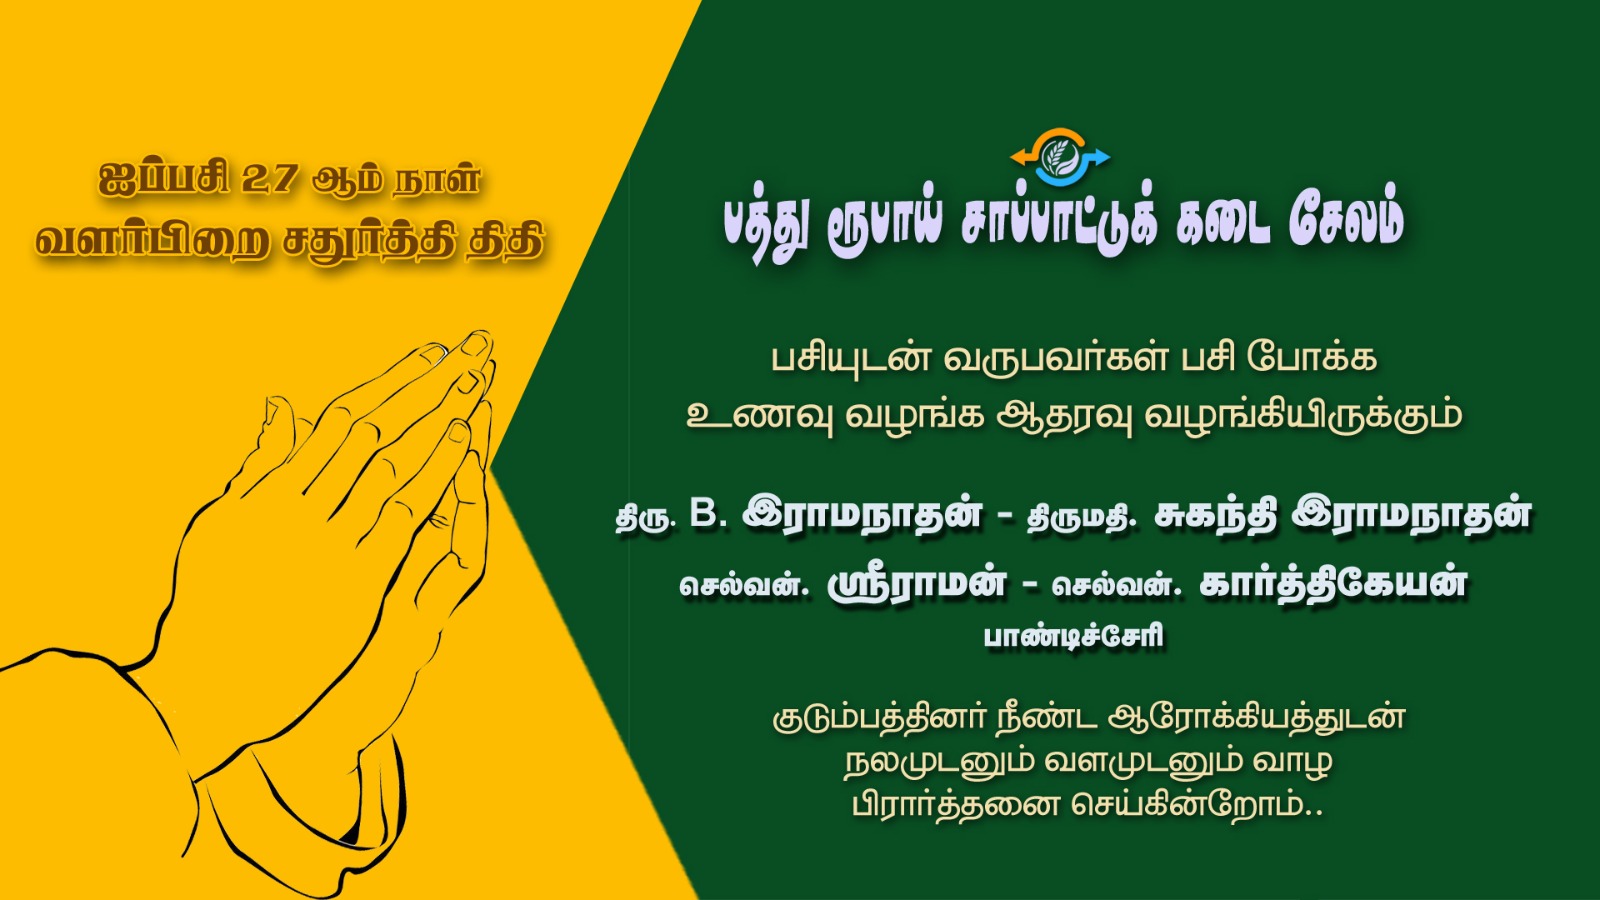 ஐப்பசி 27 ஆம் நாள்
வளர்பிறை சதுர்த்தி திதி
பத்து ரூபாய் சாப்பாட்டுக் கடை சேலம்
பசியுடன் வருபவர்கள் பசி போக்க
உணவு வழங்க ஆதரவு வழங்கியிருக்கும்
திரு. B. இராமநாதன் - திருமதி. சுகந்தி இராமநாதன்
செல்வன். ஸ்ரீராமன் - செல்வன். கார்த்திகேயன்
பாண்டிச்சேரி
குடும்பத்தினர் நீண்ட ஆரோக்கியத்துடன்
நலமுடனும் வளமுடனும் வாழ
பிரார்த்தனை செய்கின்றோம்..